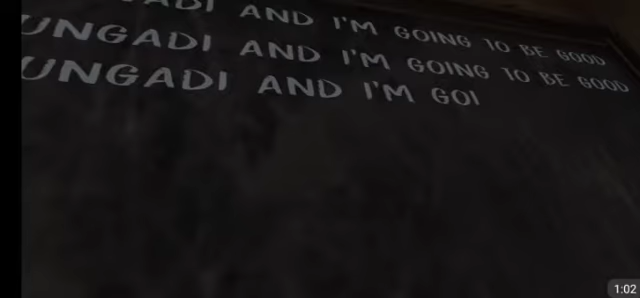 ADI AND I'M GOING TO BE GOOD
UNGADI AND I'M GOING TO BE GOOD
UNGADI AND I'M GOI
1:02